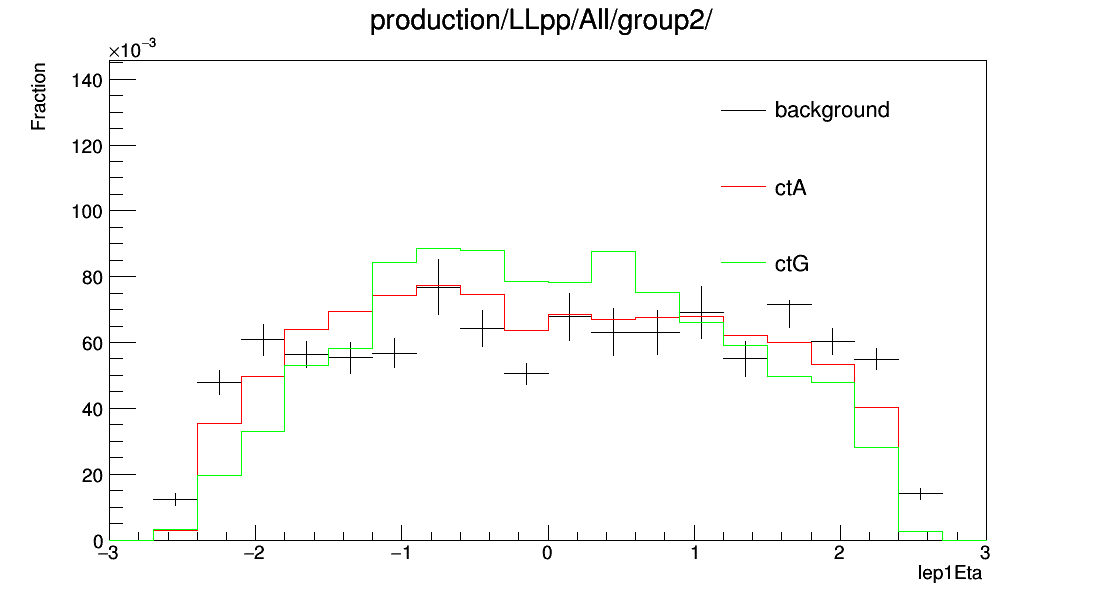 production/LLpp/All/group2/
×10⁻³
Fraction
140
120
100
80
60
40
20
0
background
ctA
ctG
−3 −2 −1 0 1 2 3
lep1Eta